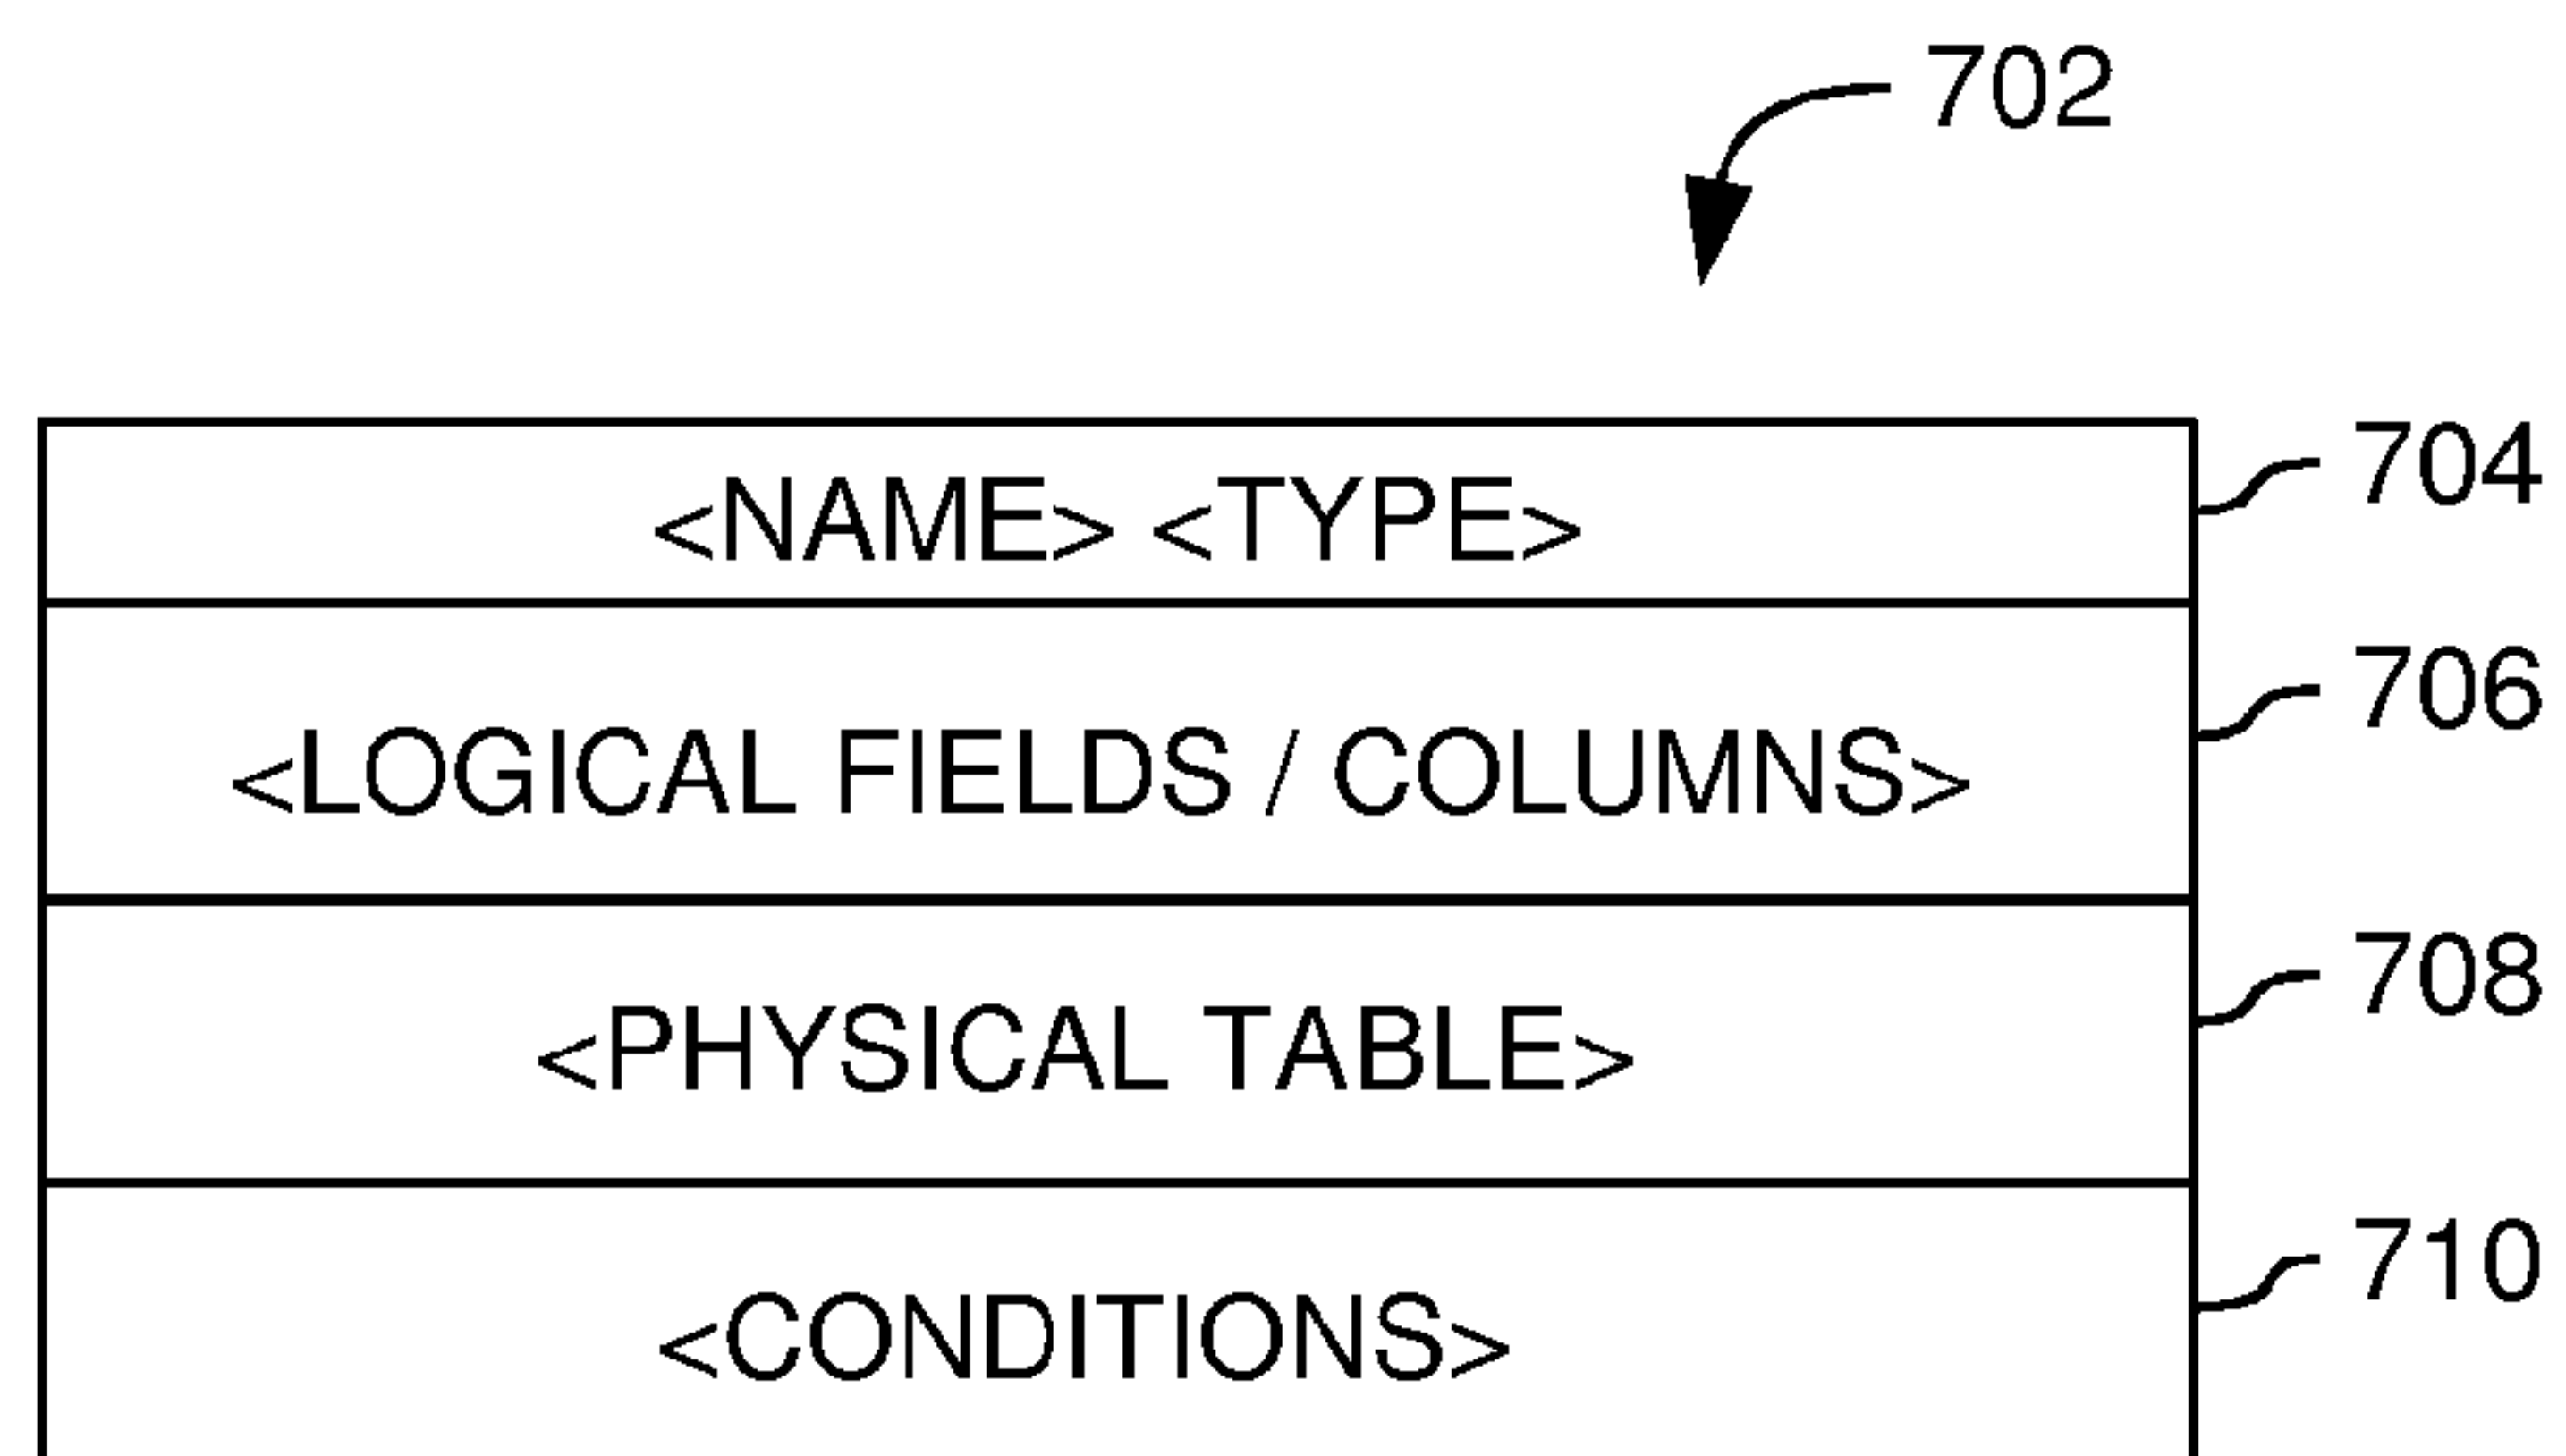 702
<NAME> <TYPE> 704
<LOGICAL FIELDS / COLUMNS> 706
<PHYSICAL TABLE> 708
<CONDITIONS> 710